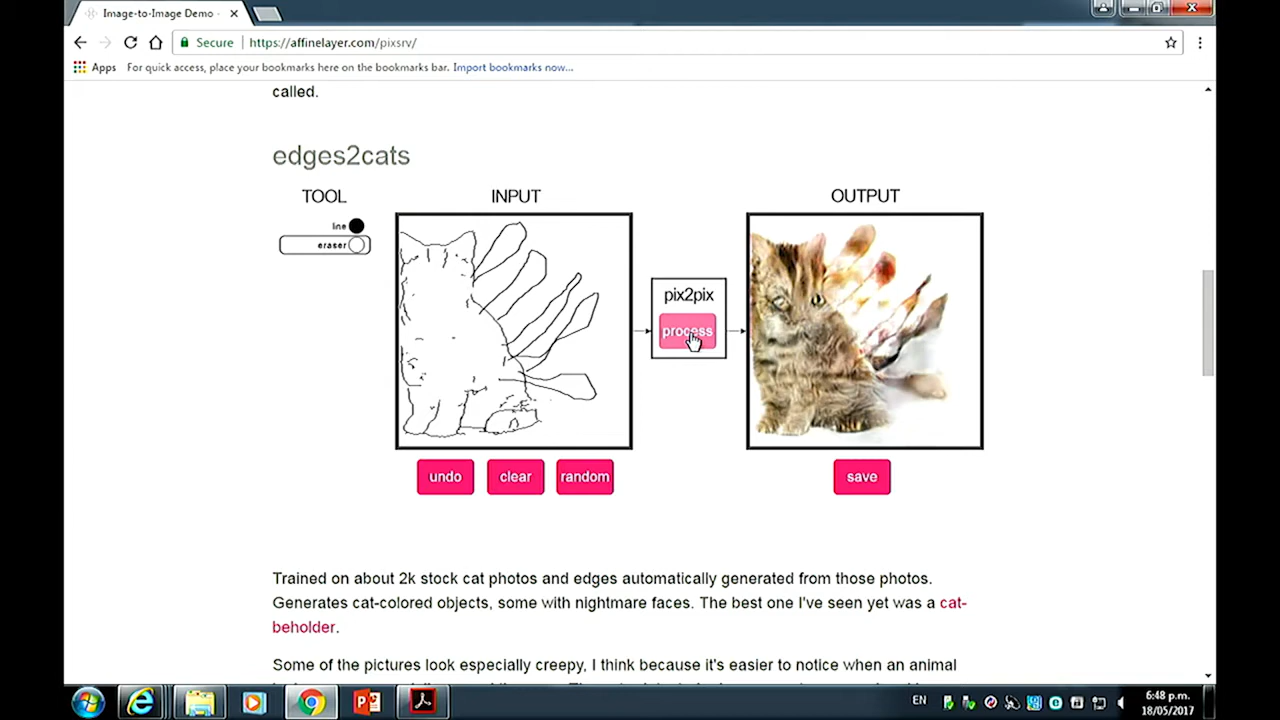 Image-to-Image Demo -
Secure https://affinelayer.com/pixsrv/
Apps For quick access, place your bookmarks here on the bookmarks bar. Import bookmarks now...
called.
edges2cats
TOOL INPUT OUTPUT
line
eraser
pix2pix
process
undo clear random save
Trained on about 2k stock cat photos and edges automatically generated from those photos.
Generates cat-colored objects, some with nightmare faces. The best one I've seen yet was a cat-
beholder.
Some of the pictures look especially creepy, I think because it's easier to notice when an animal
EN 6:48 p.m.
18/05/2017